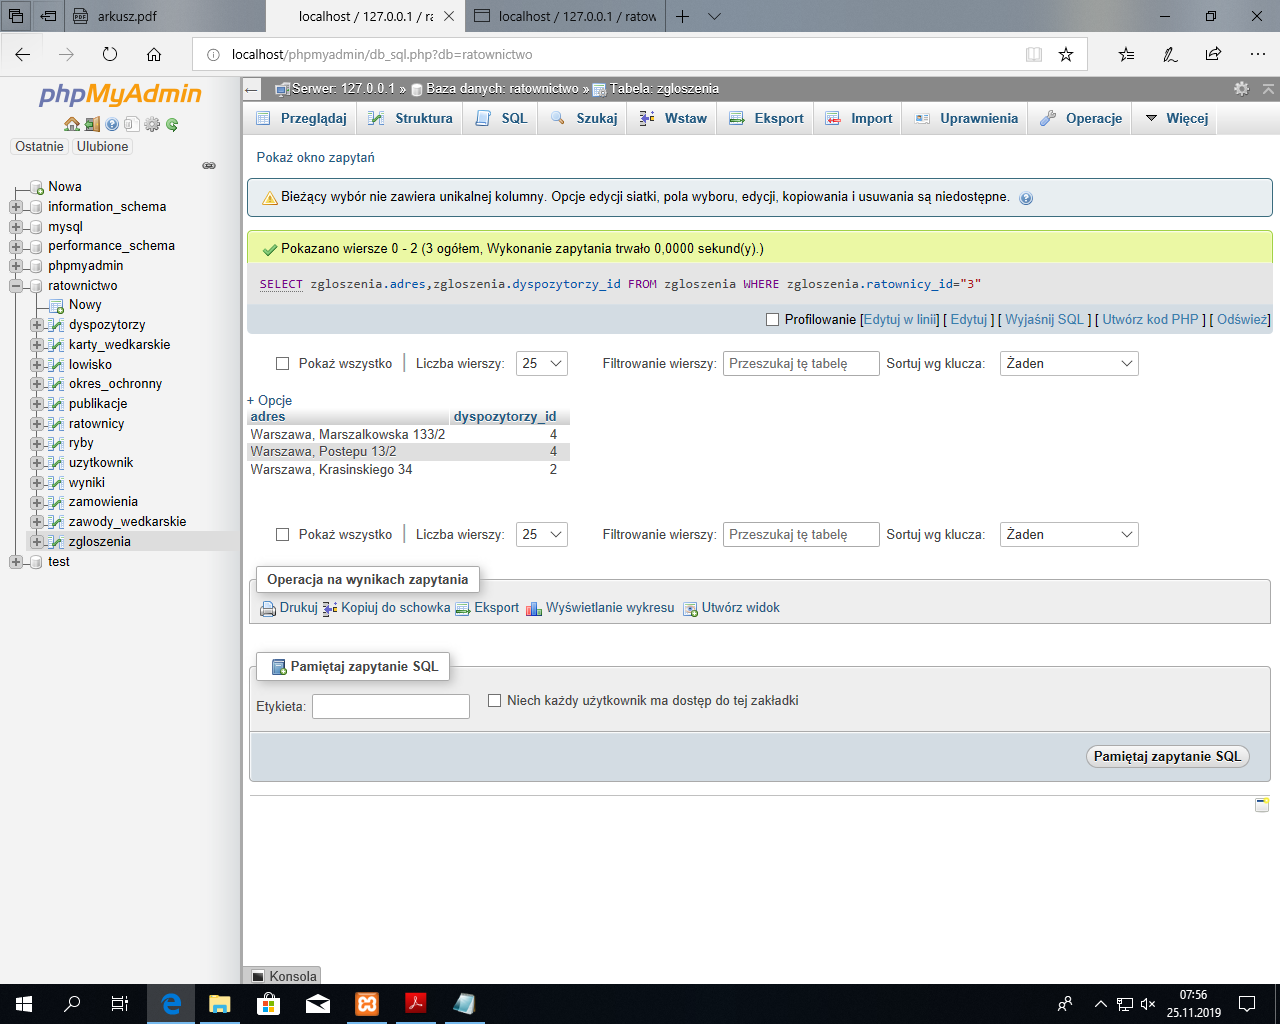 arkusz.pdf
localhost / 127.0.0.1 / ra
localhost / 127.0.0.1 / ratow
localhost/phpmyadmin/db_sql.php?db=ratownictwo
phpMyAdmin
Ostatnie Ulubione
Nowa
information_schema
mysql
performance_schema
phpmyadmin
ratownictwo
Nowy
dyspozytorzy
karty_wedkarskie
lowisko
okres_ochronny
publikacje
ratownicy
ryby
uzytkownik
wyniki
zamowienia
zawody_wedkarskie
zgloszenia
test
Serwer: 127.0.0.1 » Baza danych: ratownictwo » Tabela: zgloszenia
Przeglądaj Struktura SQL Szukaj Wstaw Eksport Import Uprawnienia Operacje Więcej
Pokaż okno zapytań
Bieżący wybór nie zawiera unikalnej kolumny. Opcje edycji siatki, pola wyboru, edycji, kopiowania i usuwania są niedostępne.
Pokazano wiersze 0 - 2 (3 ogółem, Wykonanie zapytania trwało 0,0000 sekund(y).)
SELECT zgloszenia.adres,zgloszenia.dyspozytorzy_id FROM zgloszenia WHERE zgloszenia.ratownicy_id="3"
Profilowanie [Edytuj w linii] [ Edytuj ] [ Wyjaśnij SQL ] [ Utwórz kod PHP ] [ Odśwież]
Pokaż wszystko Liczba wierszy: 25 Filtrowanie wierszy: Przeszukaj tę tabelę Sortuj wg klucza: Żaden
+ Opcje
adres dyspozytorzy_id
Warszawa, Marszalkowska 133/2 4
Warszawa, Postepu 13/2 4
Warszawa, Krasinskiego 34 2
Pokaż wszystko Liczba wierszy: 25 Filtrowanie wierszy: Przeszukaj tę tabelę Sortuj wg klucza: Żaden
Operacja na wynikach zapytania
Drukuj Kopiuj do schowka Eksport Wyświetlanie wykresu Utwórz widok
Pamiętaj zapytanie SQL
Etykieta: Niech każdy użytkownik ma dostęp do tej zakładki
Pamiętaj zapytanie SQL
Konsola
07:56
25.11.2019